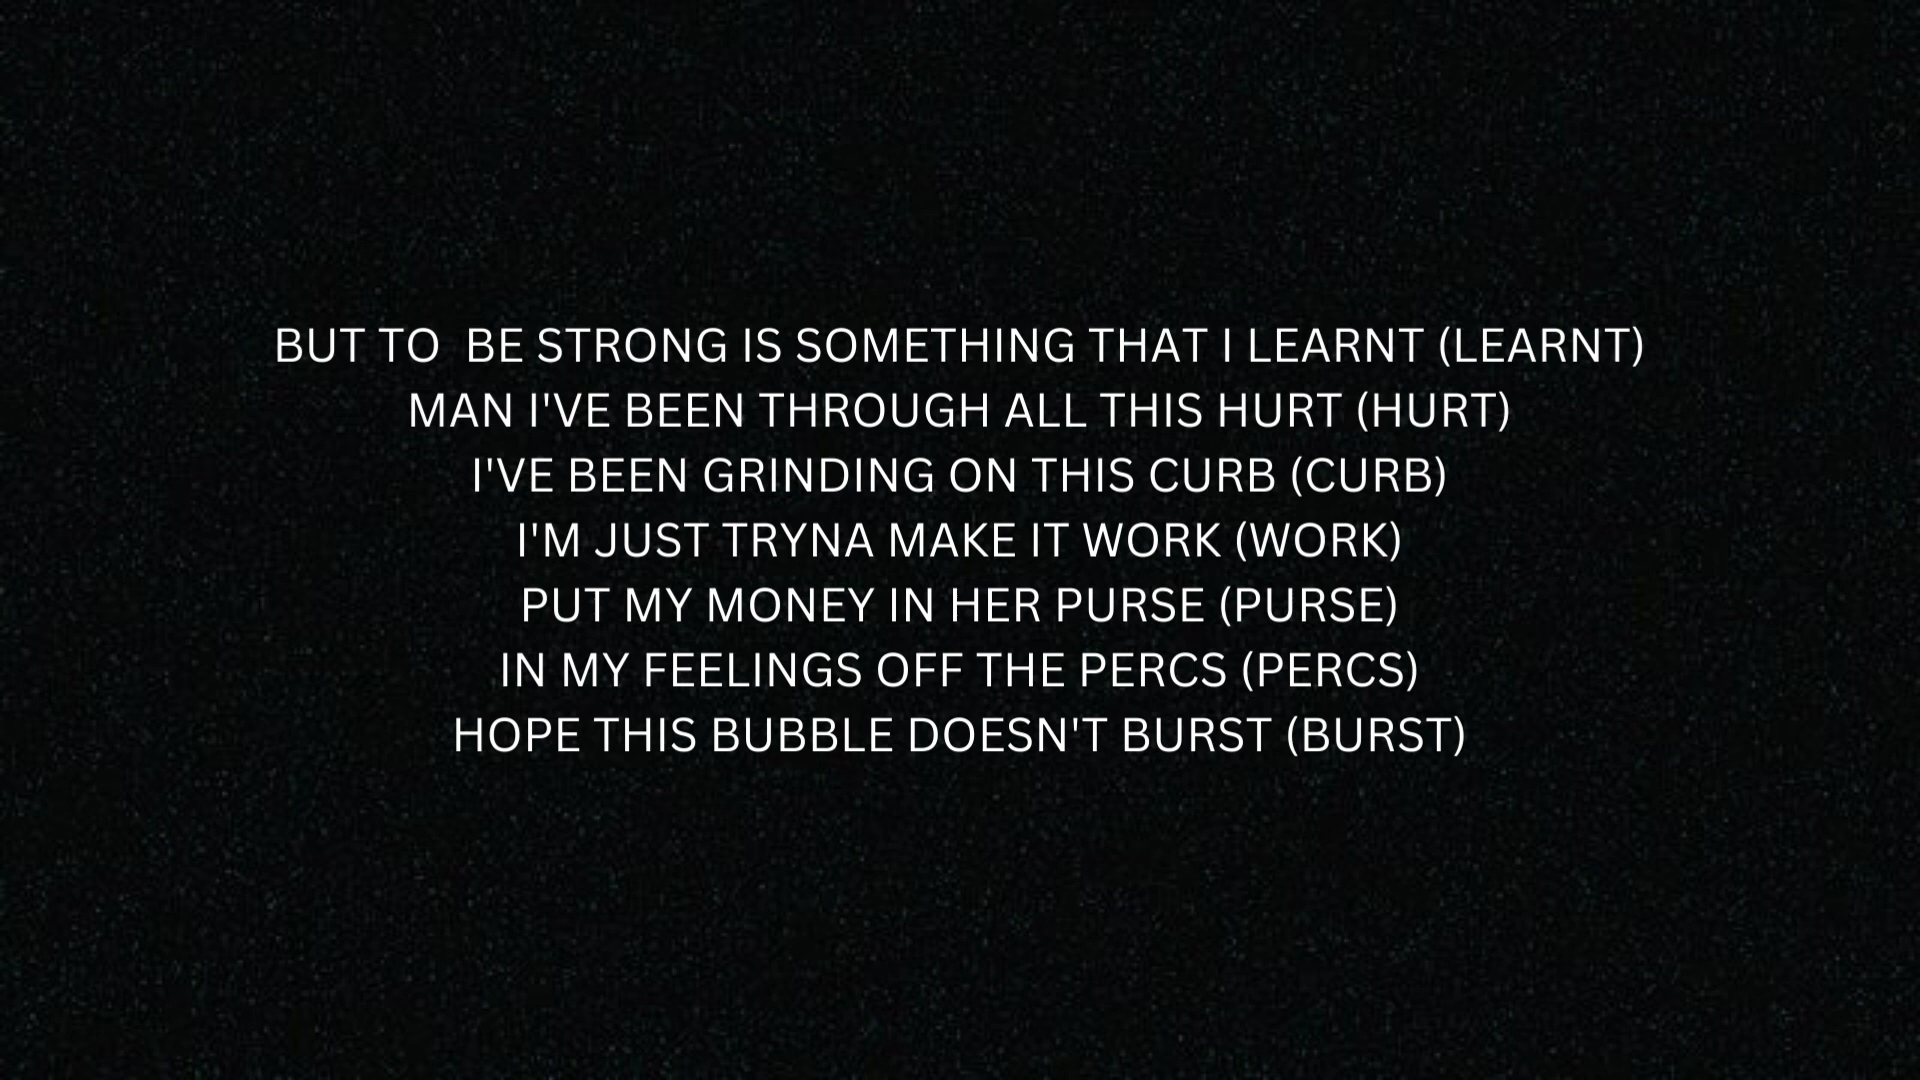 BUT TO  BE STRONG IS SOMETHING THAT I LEARNT (LEARNT)
MAN I'VE BEEN THROUGH ALL THIS HURT (HURT)
I'VE BEEN GRINDING ON THIS CURB (CURB)
I'M JUST TRYNA MAKE IT WORK (WORK)
PUT MY MONEY IN HER PURSE (PURSE)
IN MY FEELINGS OFF THE PERCS (PERCS)
HOPE THIS BUBBLE DOESN'T BURST (BURST)